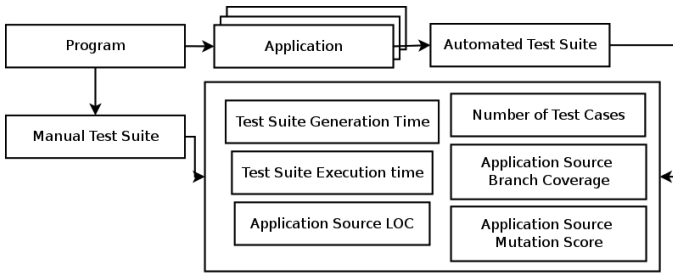 Program
Application
Automated Test Suite
Manual Test Suite
Test Suite Generation Time
Number of Test Cases
Test Suite Execution time
Application Source
Branch Coverage
Application Source LOC
Application Source
Mutation Score